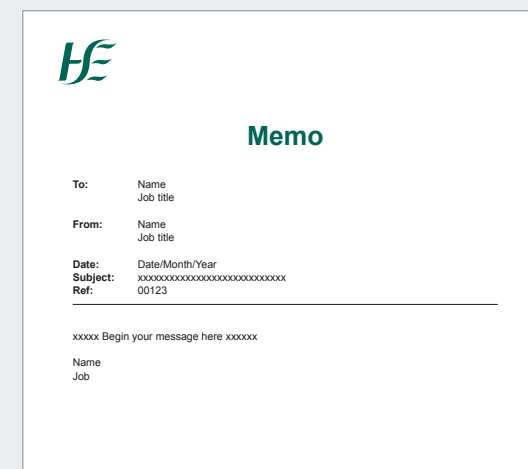 HSE
Memo
To: Name
Job title
From: Name
Job title
Date: Date/Month/Year
Subject: xxxxxxxxxxxxxxxxxxxxxxxxxxxx
Ref: 00123
xxxxx Begin your message here xxxxxx
Name
Job